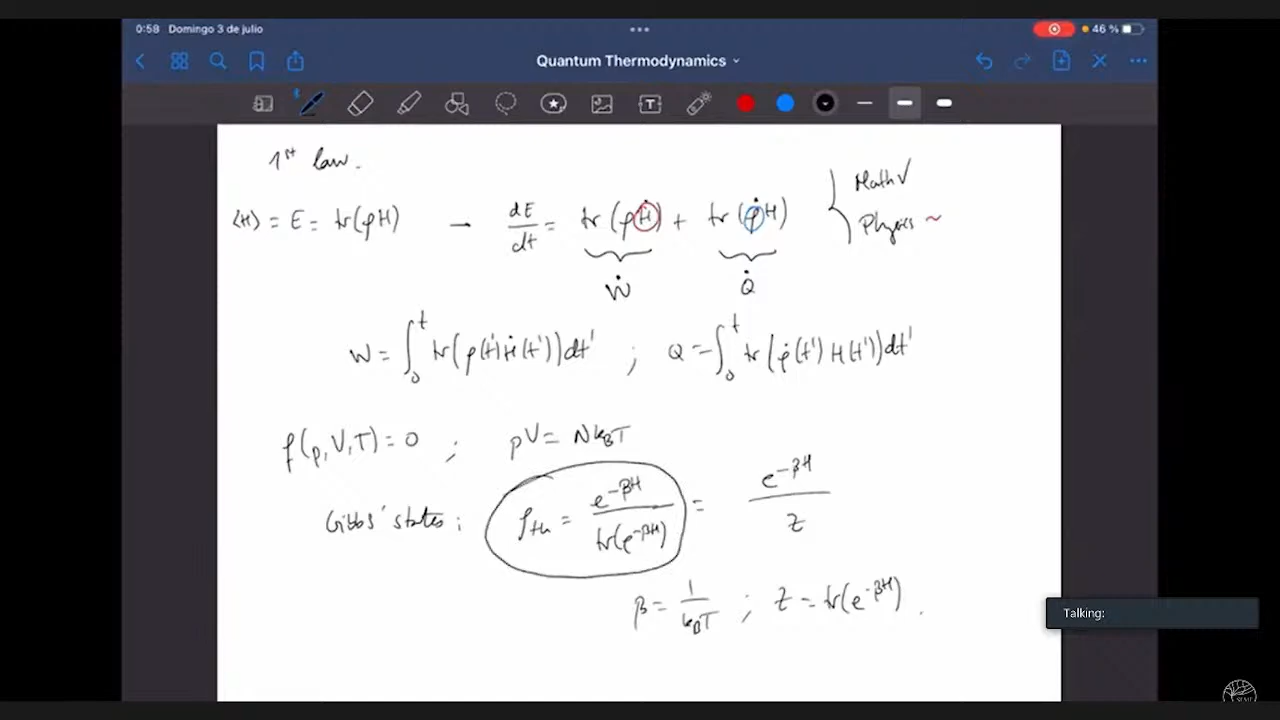 0:58 Domingo 3 de julio
46 %
Quantum Thermodynamics
1st law.
⟨H⟩ = E = tr(ρH) → dE/dt = tr(ρḢ) + tr(ρ̇H) } Math ✓
Ẇ Q̇ Physics ~
W = ∫₀ᵗ tr(ρ(t')Ḣ(t'))dt' ; Q = ∫₀ᵗ tr(ρ̇(t')H(t'))dt'
f(p,V,T) = 0 ; pV = Nk_BT
Gibbs' states: ρ_th = e^{-βH}/tr(e^{-βH}) = e^{-βH}/Z
β = 1/k_BT ; Z = tr(e^{-βH}).
Talking: